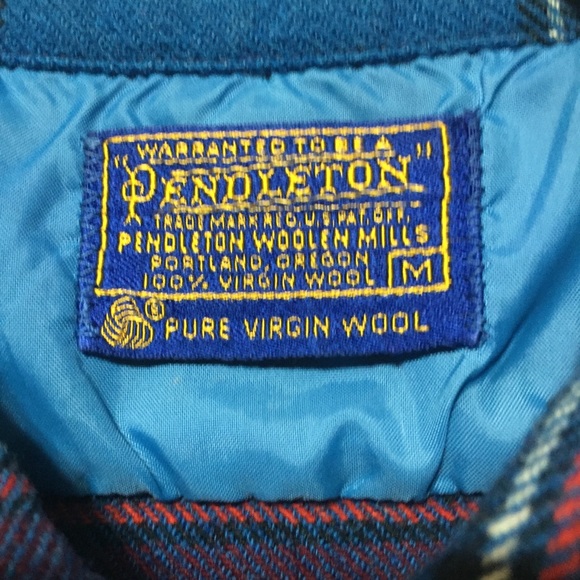 "WARRANTED TO BE A"
PENDLETON
TRADE MARK REG. U.S. PAT. OFF.
PENDLETON WOOLEN MILLS
PORTLAND, OREGON
100% VIRGIN WOOL M
PURE VIRGIN WOOL